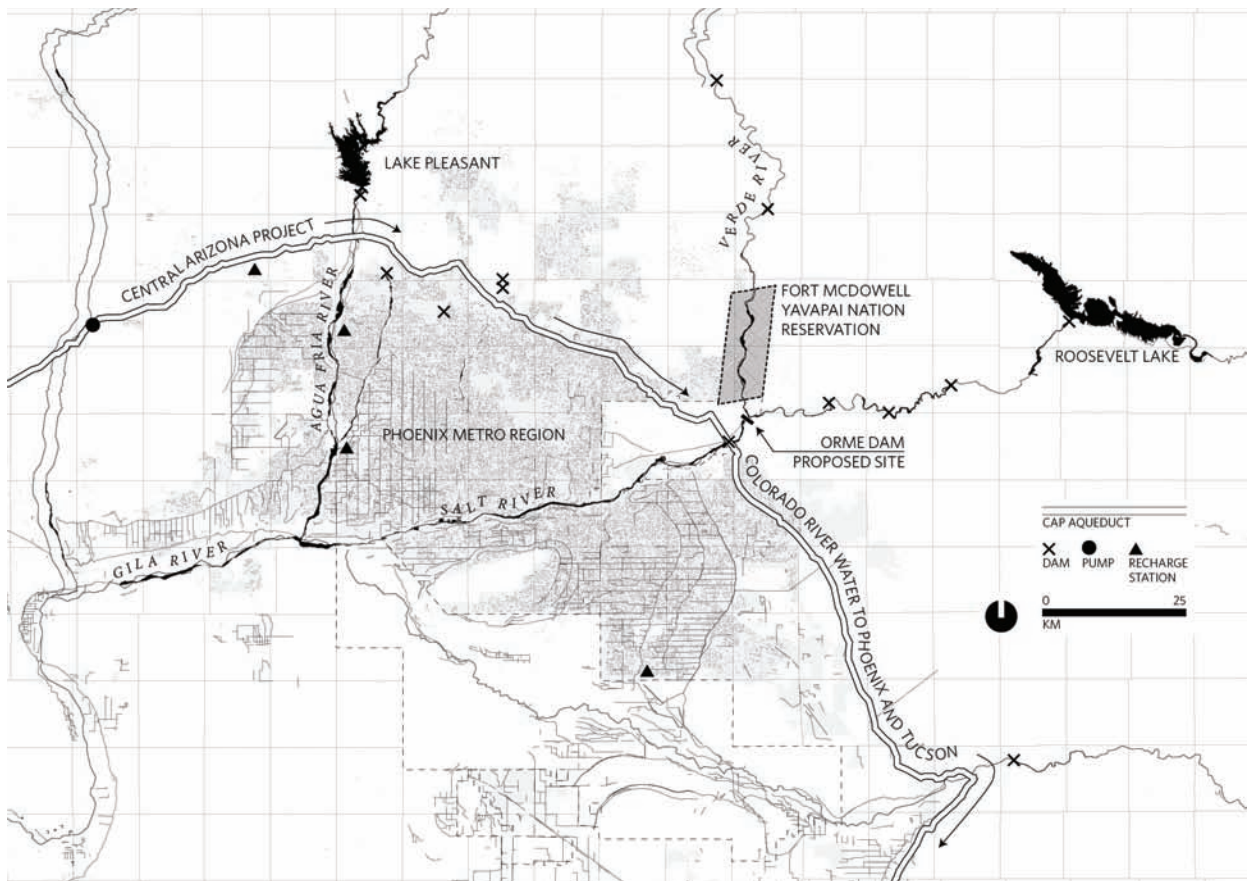 LAKE PLEASANT
VERDE RIVER
CENTRAL ARIZONA PROJECT
AGUA FRIA RIVER
FORT MCDOWELL
YAVAPAI NATION
RESERVATION
ROOSEVELT LAKE
PHOENIX METRO REGION
ORME DAM
PROPOSED SITE
SALT RIVER
COLORADO RIVER WATER TO PHOENIX AND TUCSON
GILA RIVER
CAP AQUEDUCT
DAM
PUMP
RECHARGE
STATION
0 25
KM